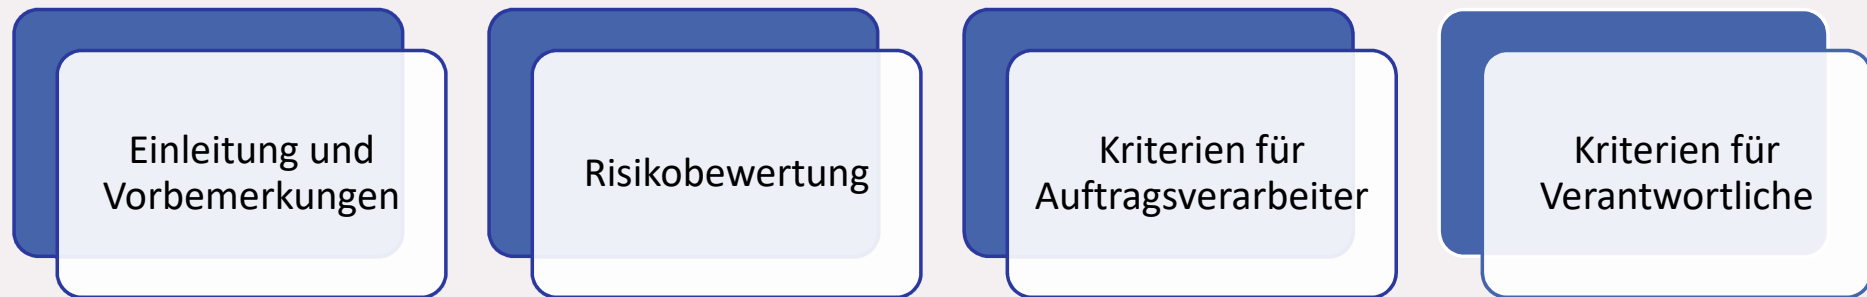 Einleitung und
Vorbemerkungen
Risikobewertung
Kriterien für
Auftragsverarbeiter
Kriterien für
Verantwortliche